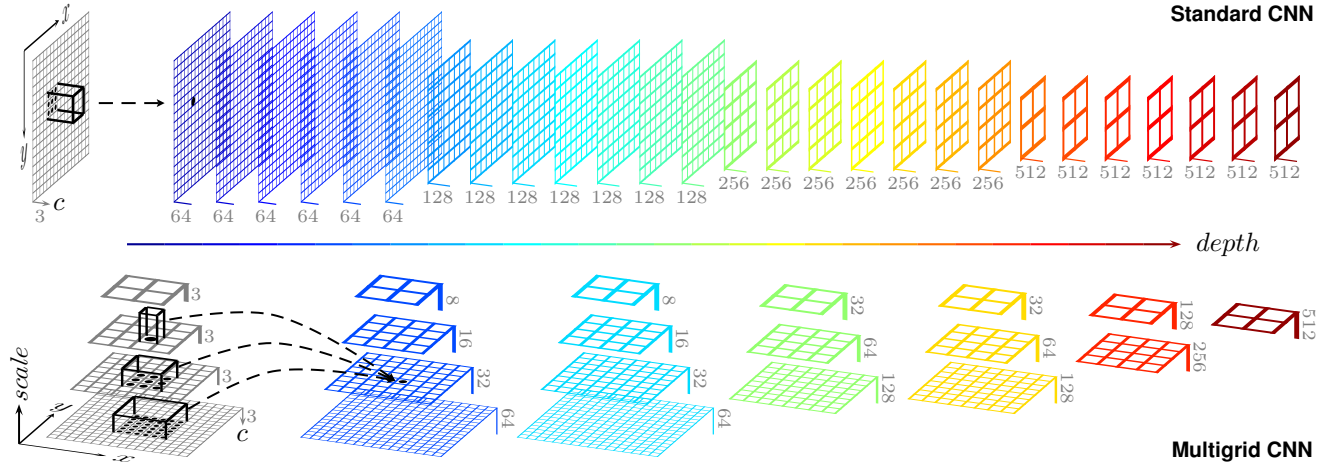 Standard CNN
x
y
3 c
64 64 64 64 64 64 128 128 128 128 128 128 128 256 256 256 256 256 256 256 512 512 512 512 512 512 512
depth
3 8 8 32 32 128 512
3 16 16 64 64 256
3 32 32 128 128
3 64 64
scale
y
x
c
Multigrid CNN